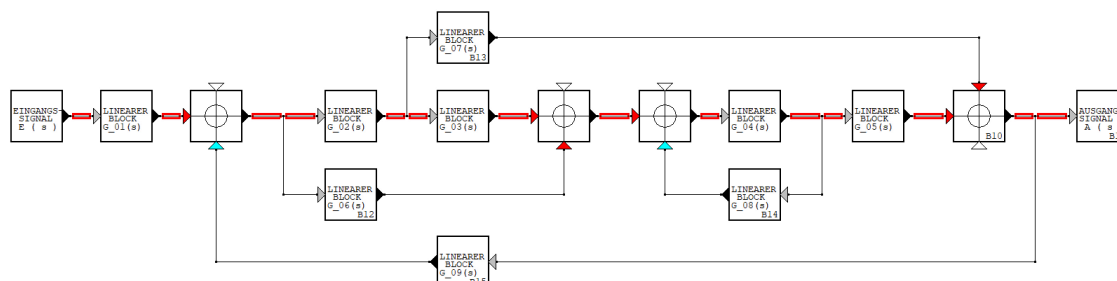 LINEARER
BLOCK
G_07(s)
B13
EINGANGS-
SIGNAL
E ( s )
LINEARER
BLOCK
G_01(s)
LINEARER
BLOCK
G_02(s)
LINEARER
BLOCK
G_03(s)
LINEARER
BLOCK
G_04(s)
LINEARER
BLOCK
G_05(s)
B10
AUSGANG
SIGNAL
A ( s
LINEARER
BLOCK
G_06(s)
B12
LINEARER
BLOCK
G_08(s)
B14
LINEARER
BLOCK
G_09(s)